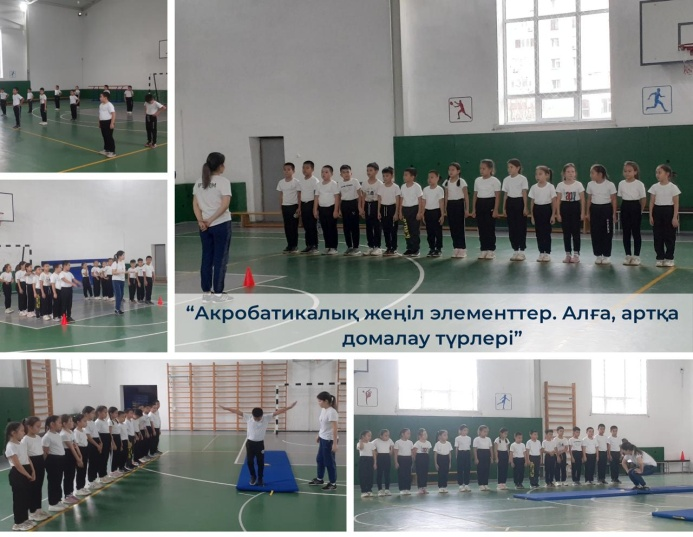 “Акробатикалық жеңіл элементтер. Алға, артқа
домалау түрлері”